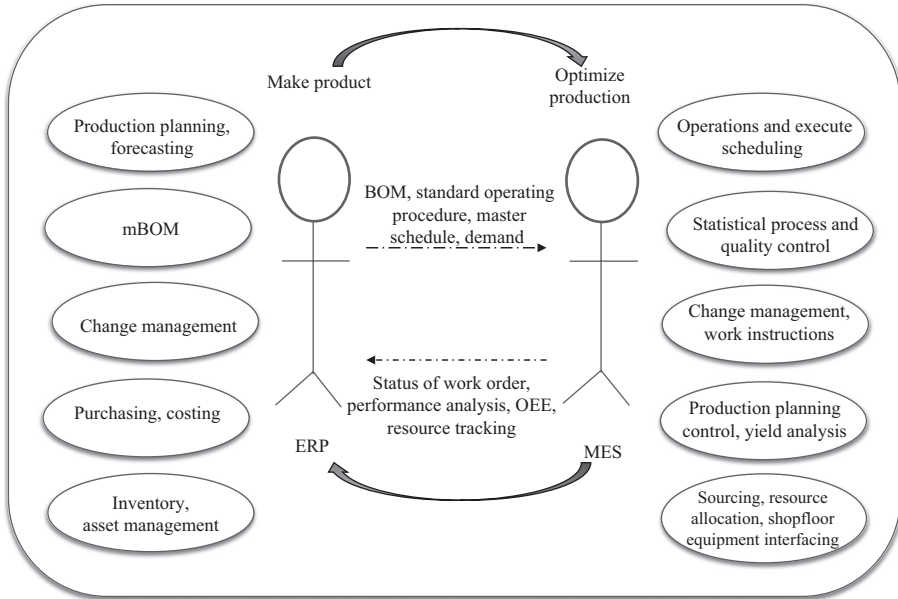 Make product
Optimize
production
Production planning,
forecasting
mBOM
Change management
Purchasing, costing
Inventory,
asset management
BOM, standard operating
procedure, master
schedule, demand
Status of work order,
performance analysis, OEE,
resource tracking
ERP
MES
Operations and execute
scheduling
Statistical process and
quality control
Change management,
work instructions
Production planning
control, yield analysis
Sourcing, resource
allocation, shopfloor
equipment interfacing